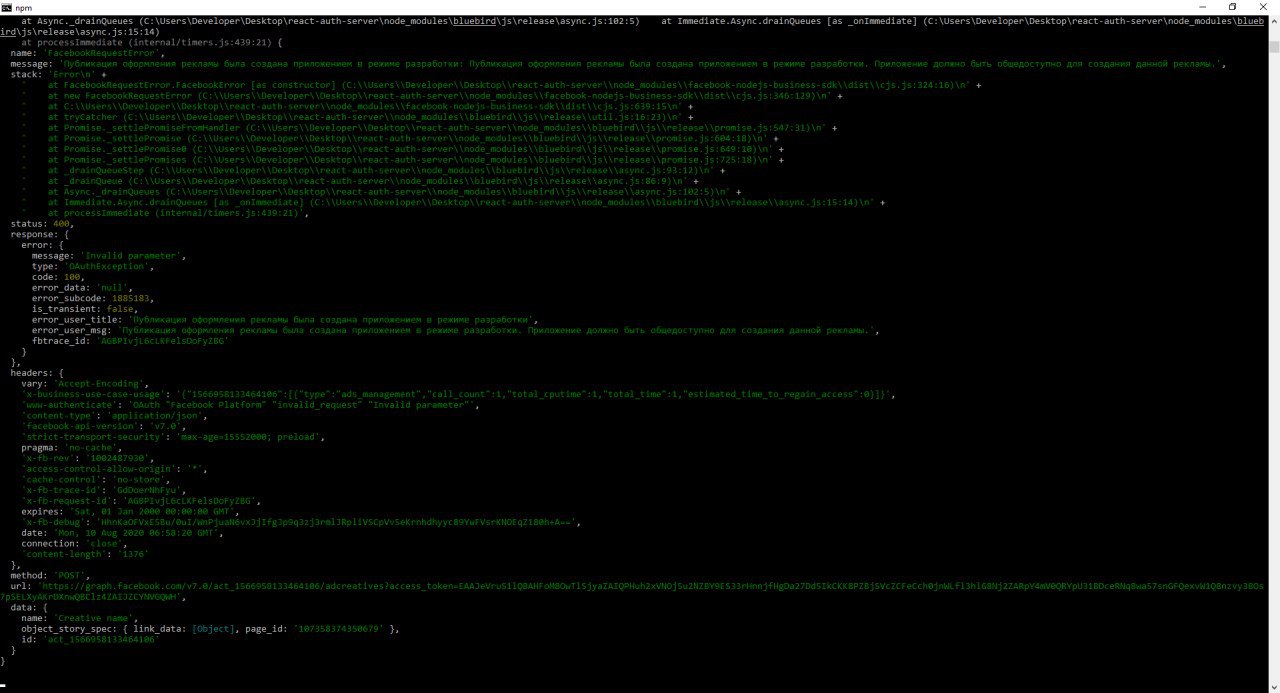 npm
at Async._drainQueues (C:\Users\Developer\Desktop\react-auth-server\node_modules\bluebird\js\release\async.js:102:5)    at Immediate.Async.drainQueues [as _onImmediate] (C:\Users\Developer\Desktop\react-auth-server\node_modules\blueb
ird\js\release\async.js:15:14)
at processImmediate (internal/timers.js:439:21) {
name: 'FacebookRequestError',
message: 'Публикация оформления рекламы была создана приложением в режиме разработки: Публикация оформления рекламы была создана приложением в режиме разработки. Приложение должно быть общедоступно для создания данной рекламы.',
stack: 'Error\n' +
'    at FacebookRequestError.FacebookError [as constructor] (C:\\Users\\Developer\\Desktop\\react-auth-server\\node_modules\\facebook-nodejs-business-sdk\\dist\\cjs.js:324:16)\n' +
'    at new FacebookRequestError (C:\\Users\\Developer\\Desktop\\react-auth-server\\node_modules\\facebook-nodejs-business-sdk\\dist\\cjs.js:346:129)\n' +
'    at C:\\Users\\Developer\\Desktop\\react-auth-server\\node_modules\\facebook-nodejs-business-sdk\\dist\\cjs.js:639:15\n' +
'    at tryCatcher (C:\\Users\\Developer\\Desktop\\react-auth-server\\node_modules\\bluebird\\js\\release\\util.js:16:23)\n' +
'    at Promise._settlePromiseFromHandler (C:\\Users\\Developer\\Desktop\\react-auth-server\\node_modules\\bluebird\\js\\release\\promise.js:547:31)\n' +
'    at Promise._settlePromise (C:\\Users\\Developer\\Desktop\\react-auth-server\\node_modules\\bluebird\\js\\release\\promise.js:604:18)\n' +
'    at Promise._settlePromise0 (C:\\Users\\Developer\\Desktop\\react-auth-server\\node_modules\\bluebird\\js\\release\\promise.js:649:10)\n' +
'    at Promise._settlePromises (C:\\Users\\Developer\\Desktop\\react-auth-server\\node_modules\\bluebird\\js\\release\\promise.js:725:18)\n' +
'    at _drainQueueStep (C:\\Users\\Developer\\Desktop\\react-auth-server\\node_modules\\bluebird\\js\\release\\async.js:93:12)\n' +
'    at _drainQueue (C:\\Users\\Developer\\Desktop\\react-auth-server\\node_modules\\bluebird\\js\\release\\async.js:86:9)\n' +
'    at Async._drainQueues (C:\\Users\\Developer\\Desktop\\react-auth-server\\node_modules\\bluebird\\js\\release\\async.js:102:5)\n' +
'    at Immediate.Async.drainQueues [as _onImmediate] (C:\\Users\\Developer\\Desktop\\react-auth-server\\node_modules\\bluebird\\js\\release\\async.js:15:14)\n' +
'    at processImmediate (internal/timers.js:439:21)',
status: 400,
response: {
error: {
message: 'Invalid parameter',
type: 'OAuthException',
code: 100,
error_data: 'null',
error_subcode: 1885183,
is_transient: false,
error_user_title: 'Публикация оформления рекламы была создана приложением в режиме разработки',
error_user_msg: 'Публикация оформления рекламы была создана приложением в режиме разработки. Приложение должно быть общедоступно для создания данной рекламы.',
fbtrace_id: 'AGBPIvjL6cLKFelsDoFyZBG'
}
},
headers: {
vary: 'Accept-Encoding',
'x-business-use-case-usage': '{"1566958133464106":[{"type":"ads_management","call_count":1,"total_cputime":1,"total_time":1,"estimated_time_to_regain_access":0}]}',
'www-authenticate': 'OAuth "Facebook Platform" "invalid_request" "Invalid parameter"',
'content-type': 'application/json',
'facebook-api-version': 'v7.0',
'strict-transport-security': 'max-age=15552000; preload',
pragma: 'no-cache',
'x-fb-rev': '1002487930',
'access-control-allow-origin': '*',
'cache-control': 'no-store',
'x-fb-trace-id': 'GdDoerNhFyu',
'x-fb-request-id': 'AGBPIvjL6cLKFelsDoFyZBG',
expires: 'Sat, 01 Jan 2000 00:00:00 GMT',
'x-fb-debug':
date: 'Mon, 10 Aug 2020 06:58:20 GMT',
connection: 'close',
'content-length': '1376'
},
method: 'POST',
url:
data: {
name: 'Creative name',
object_story_spec: { link_data: [Object], page_id: '107358374350679' },
id: 'act_1566958133464106'
}
}